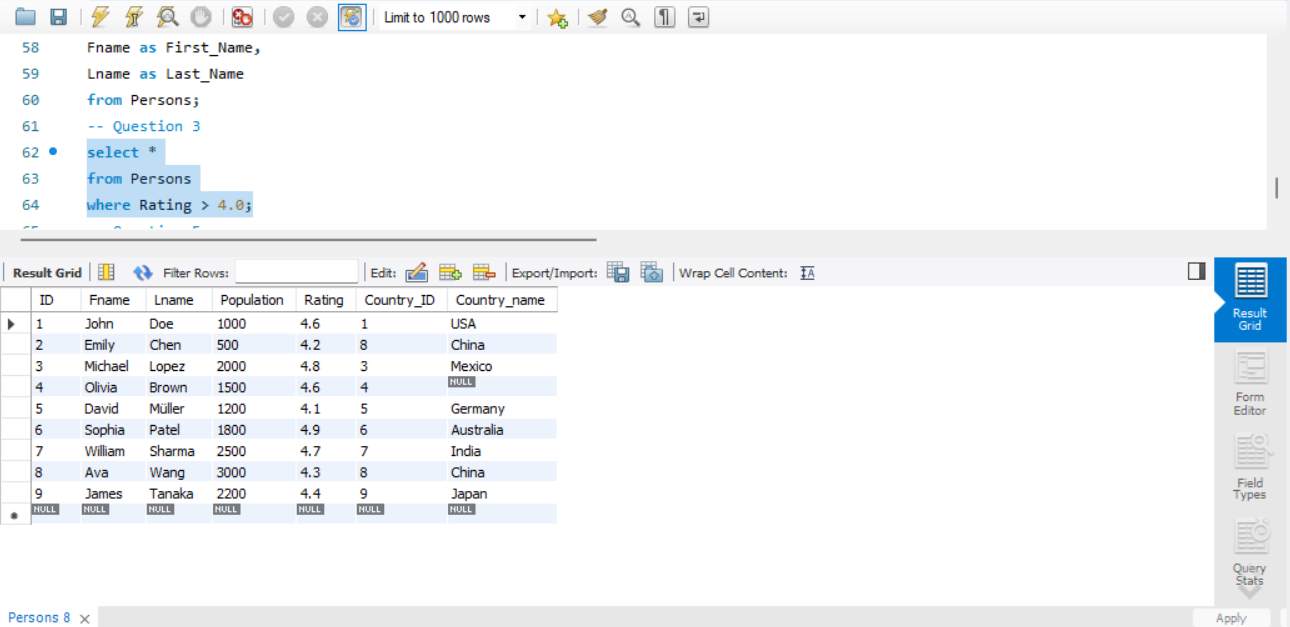 Limit to 1000 rows
58 Fname as First_Name,
59 Lname as Last_Name
60 from Persons;
61 -- Question 3
62 select *
63 from Persons
64 where Rating > 4.0;
Result Grid Filter Rows: Edit: Export/Import: Wrap Cell Content: IA
ID Fname Lname Population Rating Country_ID Country_name
1 John Doe 1000 4.6 1 USA
2 Emily Chen 500 4.2 8 China
3 Michael Lopez 2000 4.8 3 Mexico
4 Olivia Brown 1500 4.6 4 NULL
5 David Müller 1200 4.1 5 Germany
6 Sophia Patel 1800 4.9 6 Australia
7 William Sharma 2500 4.7 7 India
8 Ava Wang 3000 4.3 8 China
9 James Tanaka 2200 4.4 9 Japan
NULL NULL NULL NULL NULL NULL NULL
Result
Grid
Form
Editor
Field
Types
Query
Stats
Persons 8
Apply